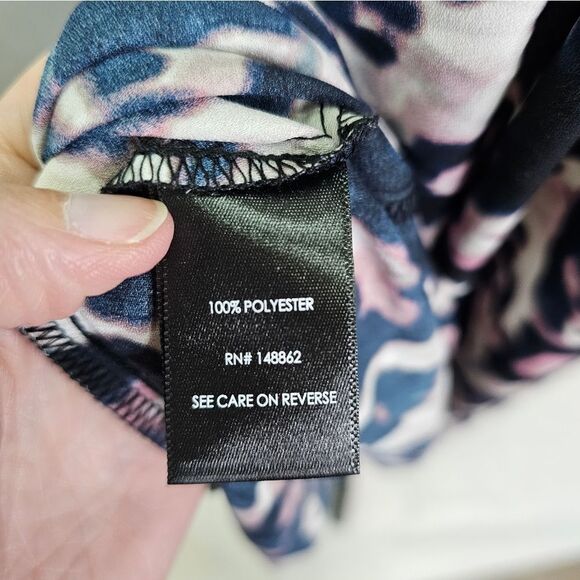 100% POLYESTER
RN# 148862
SEE CARE ON REVERSE